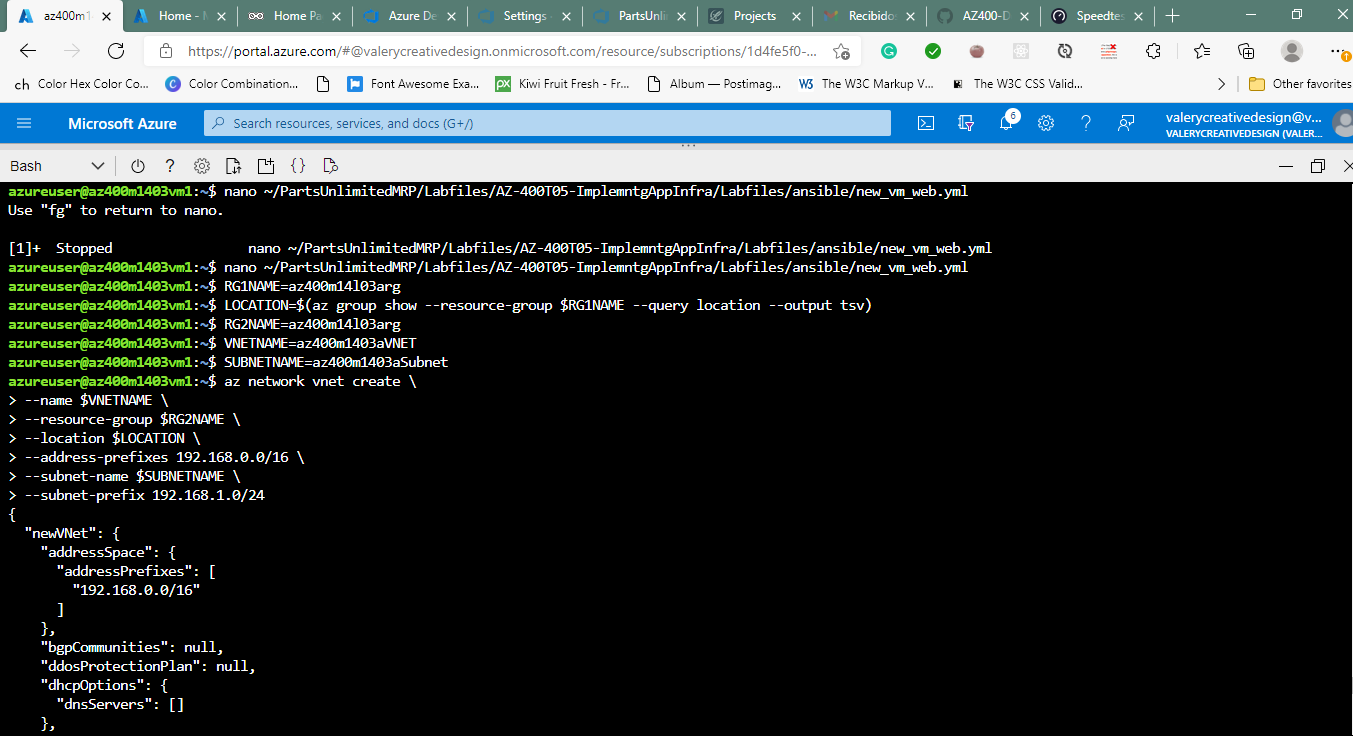 az400m1
Home - M
Home Pa
Azure De
Settings
PartsUnli
Projects
Recibidos
AZ400-D
Speedtes
https://portal.azure.com/#@valerycreativedesign.onmicrosoft.com/resource/subscriptions/1d4fe5f0-...
ch Color Hex Color Co...
C Color Combination...
Font Awesome Exa...
px Kiwi Fruit Fresh - Fr...
Album — Postimag...
W3 The W3C Markup V...
The W3C CSS Valid...
Other favorites
Microsoft Azure
Search resources, services, and docs (G+/)
6
valerycreativedesign@v...
VALERYCREATIVEDESIGN (VALER...
Bash
azureuser@az400m1403vm1:~$ nano ~/PartsUnlimitedMRP/Labfiles/AZ-400T05-ImplemntgAppInfra/Labfiles/ansible/new_vm_web.yml
Use "fg" to return to nano.
[1]+  Stopped                 nano ~/PartsUnlimitedMRP/Labfiles/AZ-400T05-ImplemntgAppInfra/Labfiles/ansible/new_vm_web.yml
azureuser@az400m1403vm1:~$ nano ~/PartsUnlimitedMRP/Labfiles/AZ-400T05-ImplemntgAppInfra/Labfiles/ansible/new_vm_web.yml
azureuser@az400m1403vm1:~$ RG1NAME=az400m14l03arg
azureuser@az400m1403vm1:~$ LOCATION=$(az group show --resource-group $RG1NAME --query location --output tsv)
azureuser@az400m1403vm1:~$ RG2NAME=az400m14l03arg
azureuser@az400m1403vm1:~$ VNETNAME=az400m1403aVNET
azureuser@az400m1403vm1:~$ SUBNETNAME=az400m1403aSubnet
azureuser@az400m1403vm1:~$ az network vnet create \
> --name $VNETNAME \
> --resource-group $RG2NAME \
> --location $LOCATION \
> --address-prefixes 192.168.0.0/16 \
> --subnet-name $SUBNETNAME \
> --subnet-prefix 192.168.1.0/24
{
  "newVNet": {
    "addressSpace": {
      "addressPrefixes": [
        "192.168.0.0/16"
      ]
    },
    "bgpCommunities": null,
    "ddosProtectionPlan": null,
    "dhcpOptions": {
      "dnsServers": []
    },